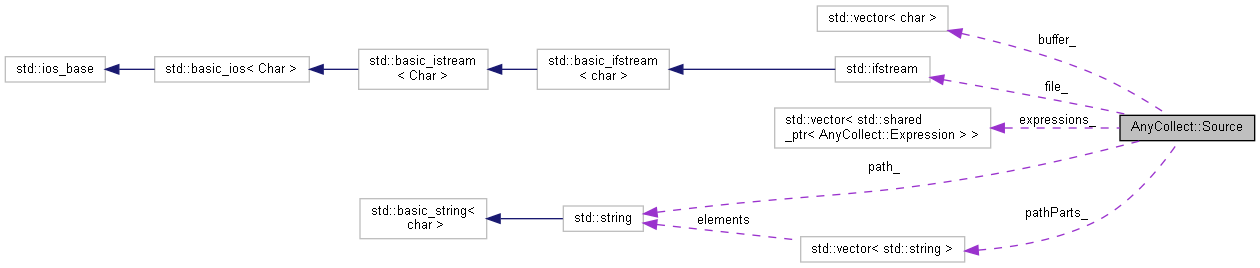 std::vector< char >
buffer_
std::ios_base
std::basic_ios< Char >
std::basic_istream
< Char >
std::basic_ifstream
< char >
std::ifstream
file_
std::vector< std::shared
_ptr< AnyCollect::Expression > >
expressions_
AnyCollect::Source
path_
std::basic_string<
char >
std::string
elements
pathParts_
std::vector< std::string >